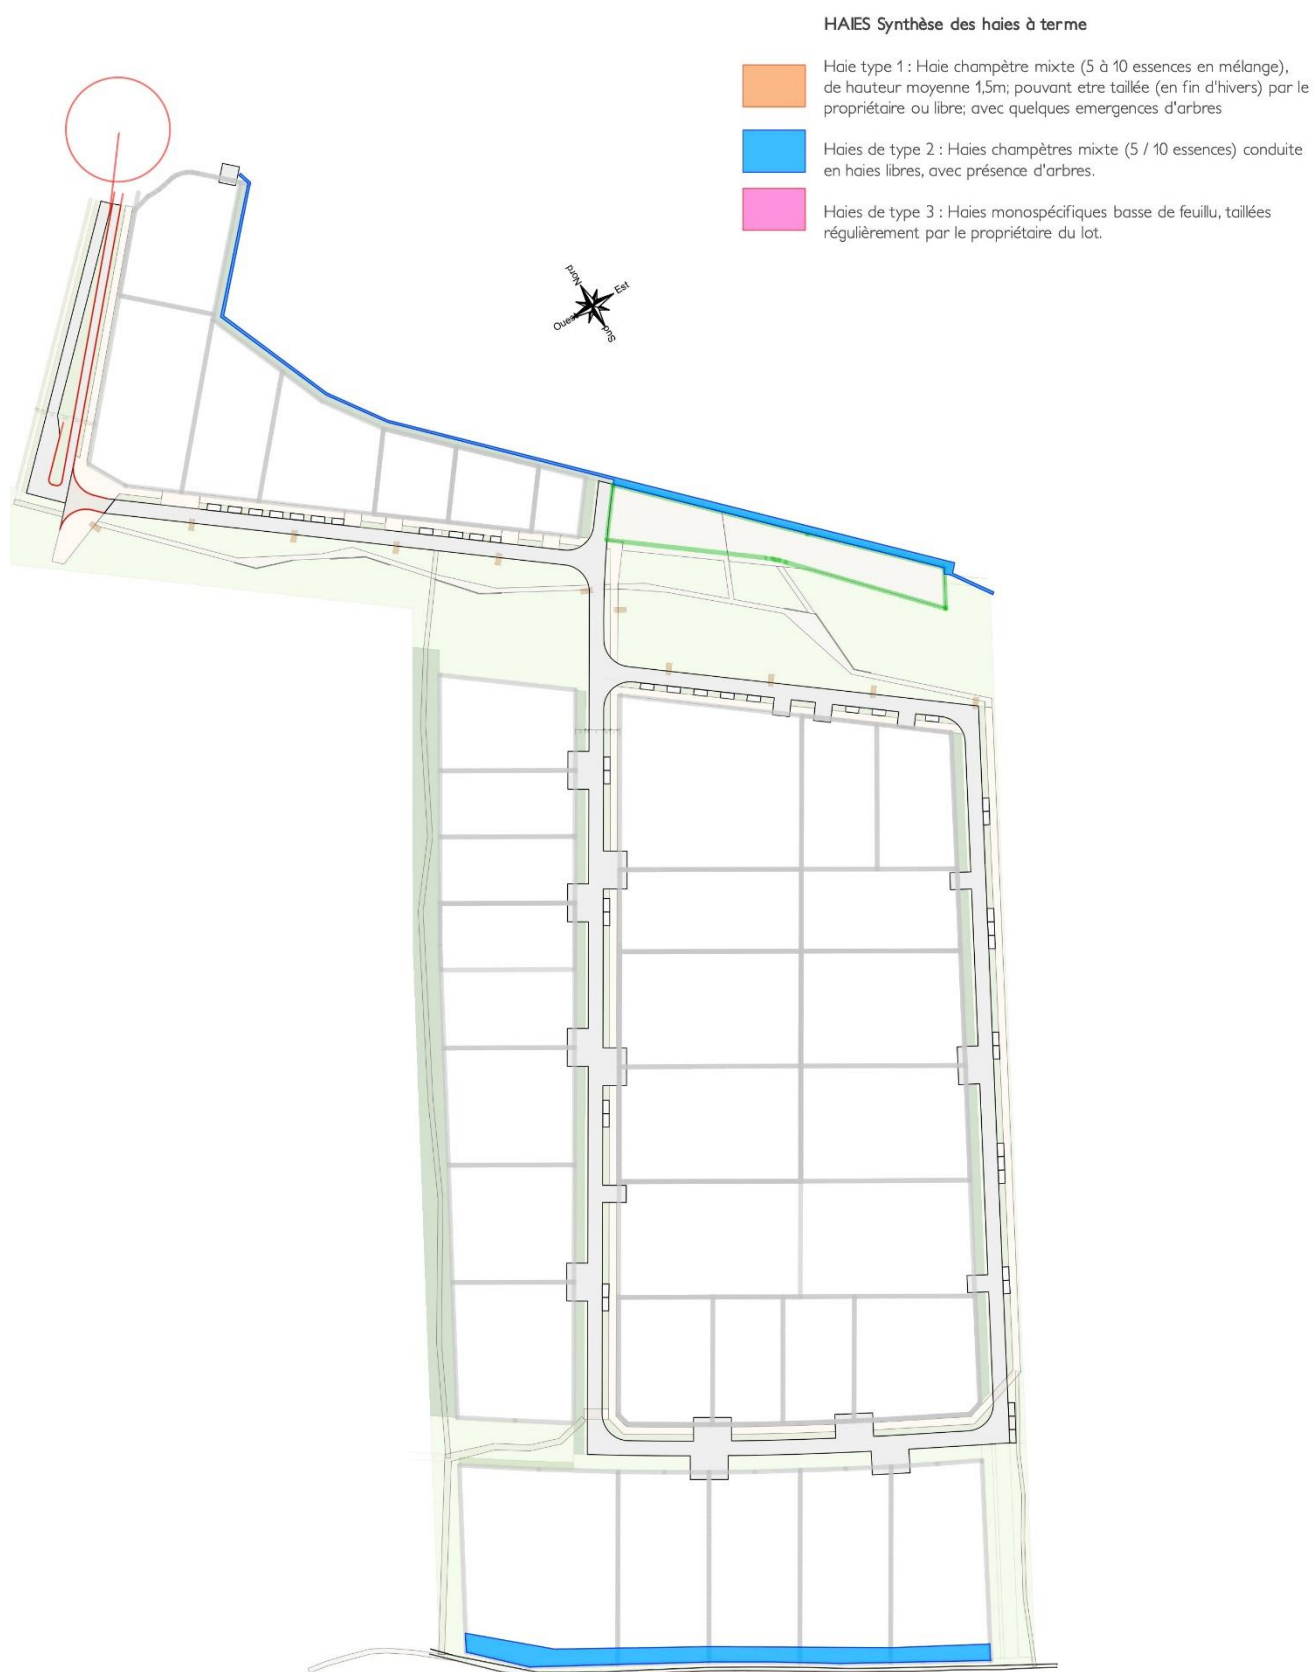 HAIES Synthèse des haies à terme
Haie type 1 : Haie champètre mixte (5 à 10 essences en mélange),
de hauteur moyenne 1,5m; pouvant etre taillée (en fin d'hivers) par le
propriétaire ou libre; avec quelques emergences d'arbres
Haies de type 2 : Haies champètres mixte (5 / 10 essences) conduite
en haies libres, avec présence d'arbres.
Haies de type 3 : Haies monospécifiques basse de feuillu, taillées
régulièrement par le propriétaire du lot.
Nord
Est
Ouest
Sud